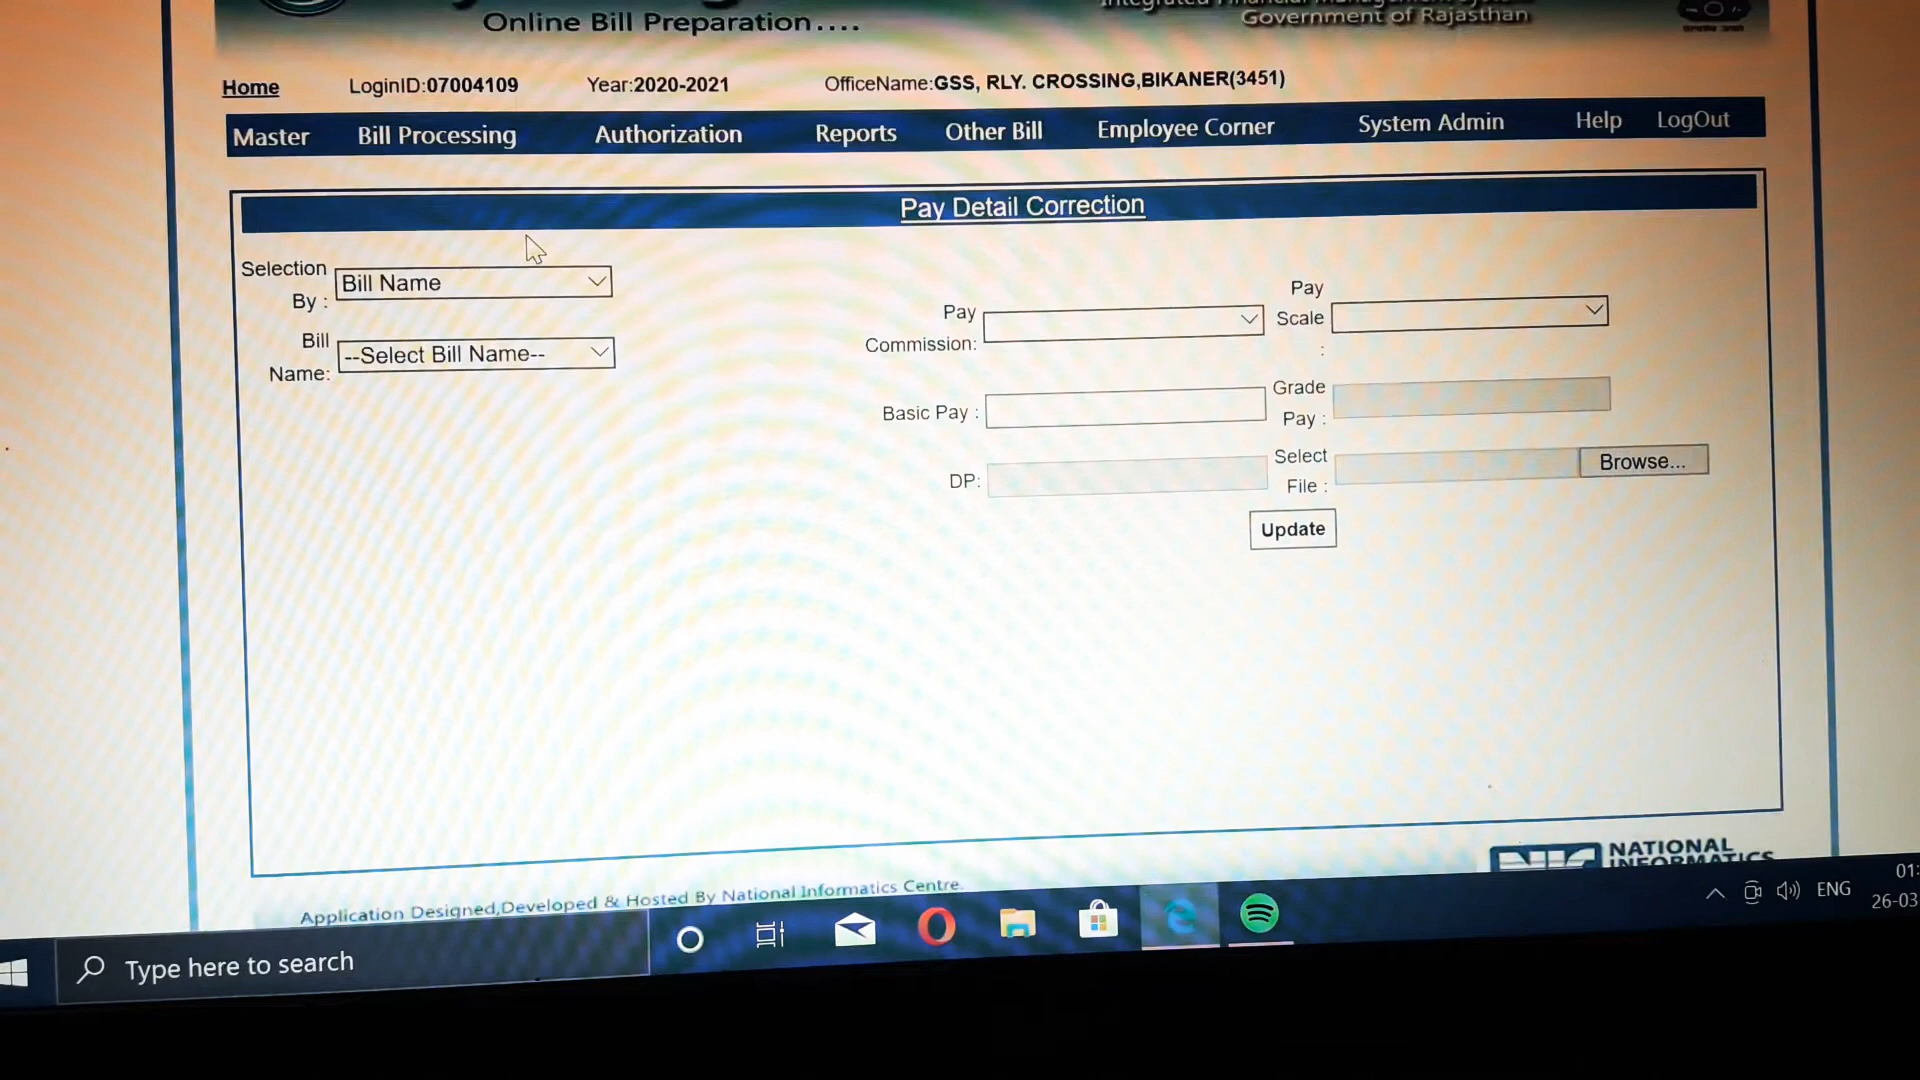 Online Bill Preparation....
Government of Rajasthan
Home LoginID:07004109 Year:2020-2021 OfficeName:GSS, RLY. CROSSING,BIKANER(3451)
Master Bill Processing Authorization Reports Other Bill Employee Corner System Admin Help LogOut
Pay Detail Correction
Selection By : Bill Name
Bill Name: --Select Bill Name--
Pay Commission:
Pay Scale :
Basic Pay :
Grade Pay :
DP:
Select File : Browse...
Update
NATIONAL
INFORMATICS
Application Designed,Developed & Hosted By National Informatics Centre.
Type here to search
ENG
01:
26-03